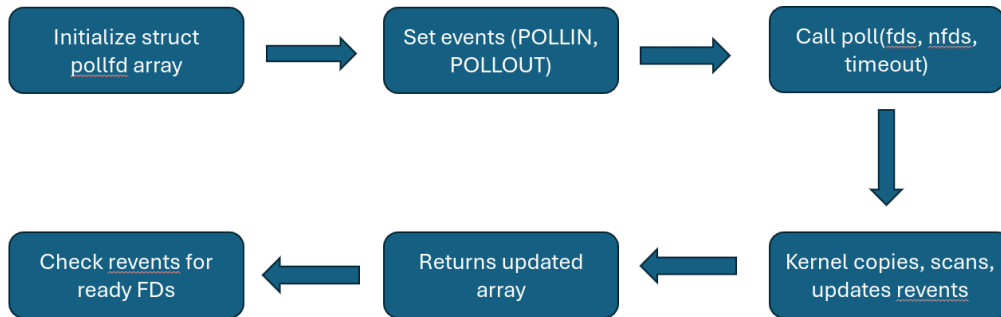 Initialize struct
pollfd array
Set events (POLLIN,
POLLOUT)
Call poll(fds, nfds,
timeout)
Kernel copies, scans,
updates revents
Returns updated
array
Check revents for
ready FDs